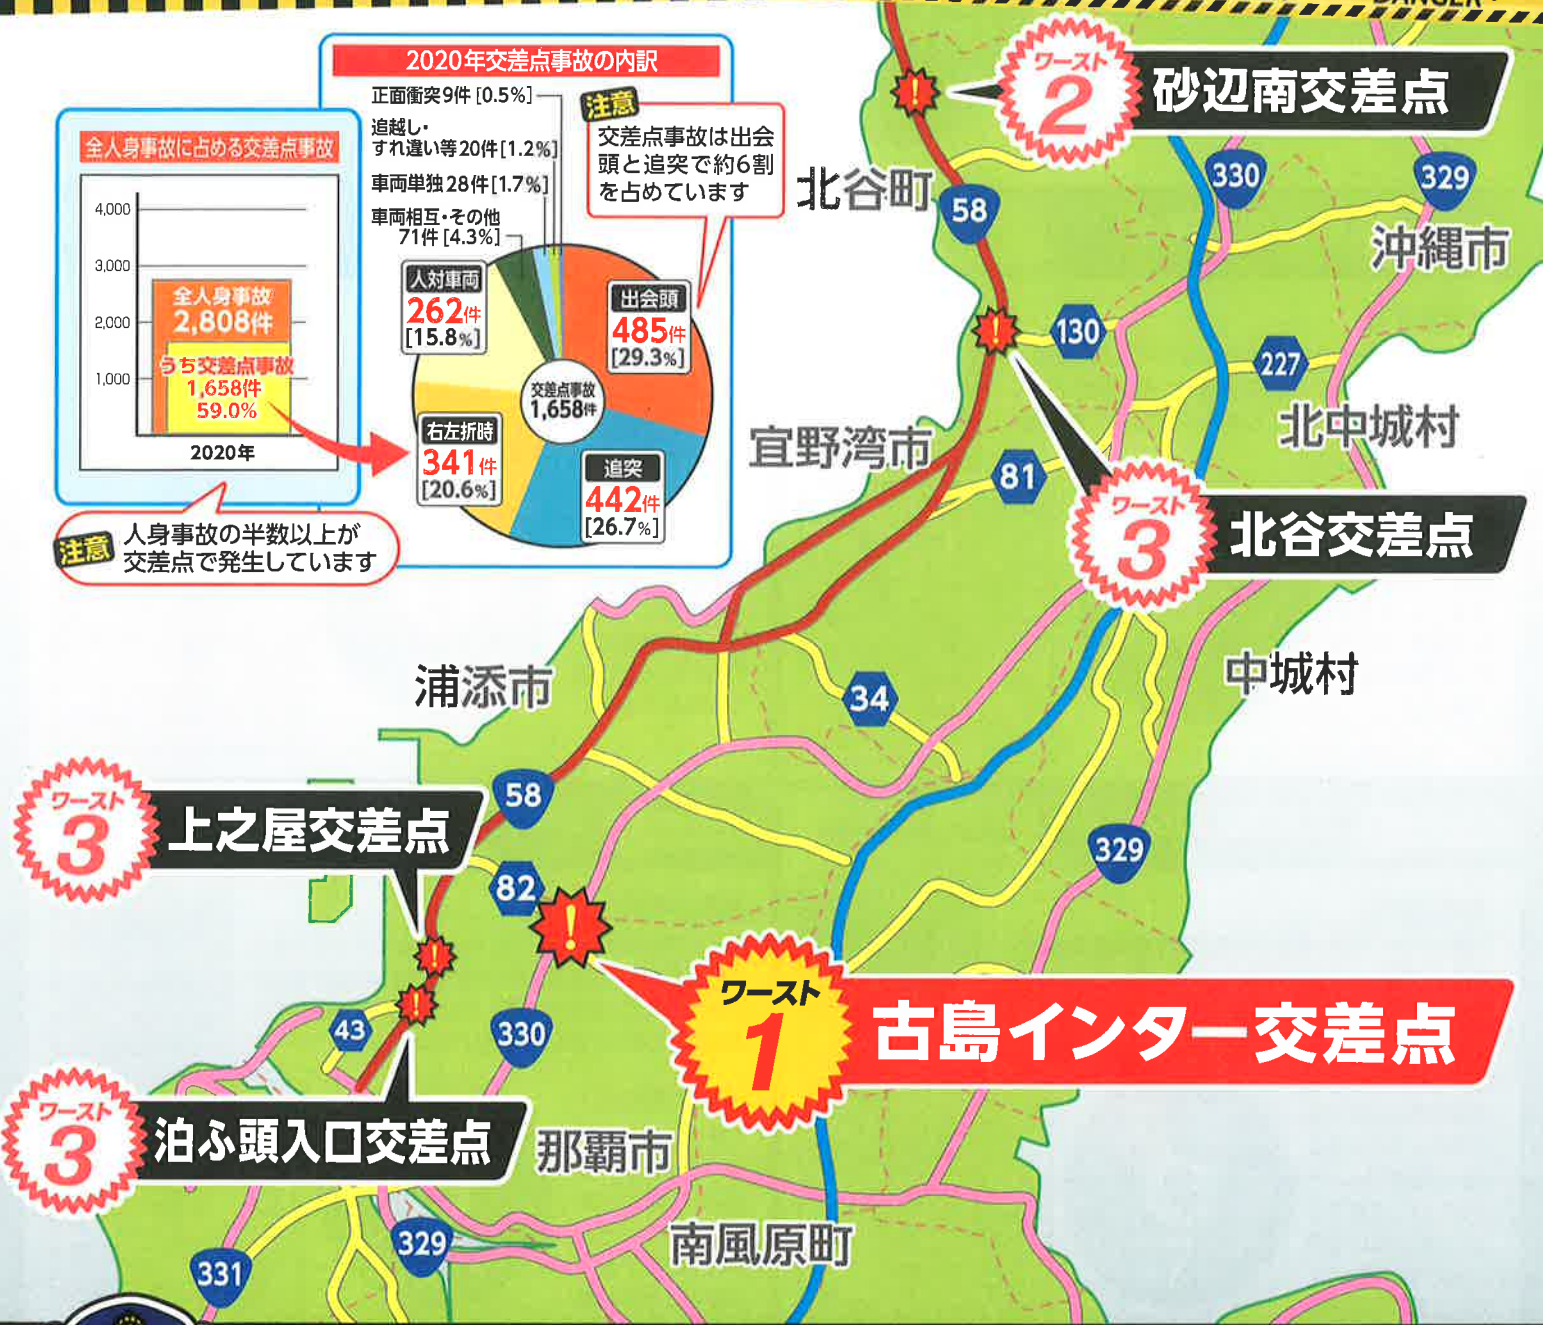 2020年交差点事故の内訳
正面衝突9件[0.5%]
追越し・
すれ違い等20件[1.2%]
車両単独28件[1.7%]
車両相互・その他
71件[4.3%]
注意
交差点事故は出会
頭と追突で約6割
を占めています
人対車両
262件
[15.8%]
出会頭
485件
[29.3%]
交差点事故
1,658件
右左折時
341件
[20.6%]
追突
442件
[26.7%]
全人身事故に占める交差点事故
4,000
3,000
2,000
1,000
全人身事故
2,808件
うち交差点事故
1,658件
59.0%
2020年
注意
人身事故の半数以上が
交差点で発生しています
ワースト
2
砂辺南交差点
北谷町
58
330
329
沖縄市
130
227
北中城村
宜野湾市
81
ワースト
3
北谷交差点
浦添市
34
中城村
58
ワースト
3
上之屋交差点
82
329
ワースト
1
古島インター交差点
43
330
ワースト
3
泊ふ頭入口交差点
那覇市
南風原町
329
331